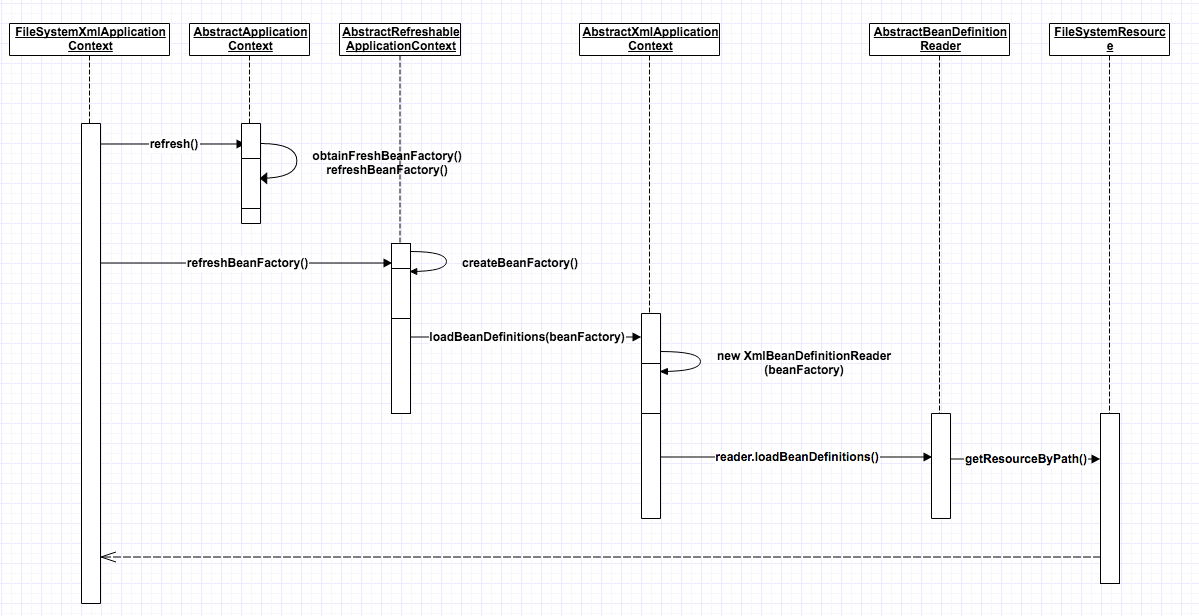 FileSystemXmlApplication
Context
AbstractApplication
Context
AbstractRefreshable
ApplicationContext
AbstractXmlApplication
Context
AbstractBeanDefinition
Reader
FileSystemResourc
e
refresh()
obtainFreshBeanFactory()
refreshBeanFactory()
refreshBeanFactory()
createBeanFactory()
loadBeanDefinitions(beanFactory)
new XmlBeanDefinitionReader
(beanFactory)
reader.loadBeanDefinitions()
getResourceByPath()